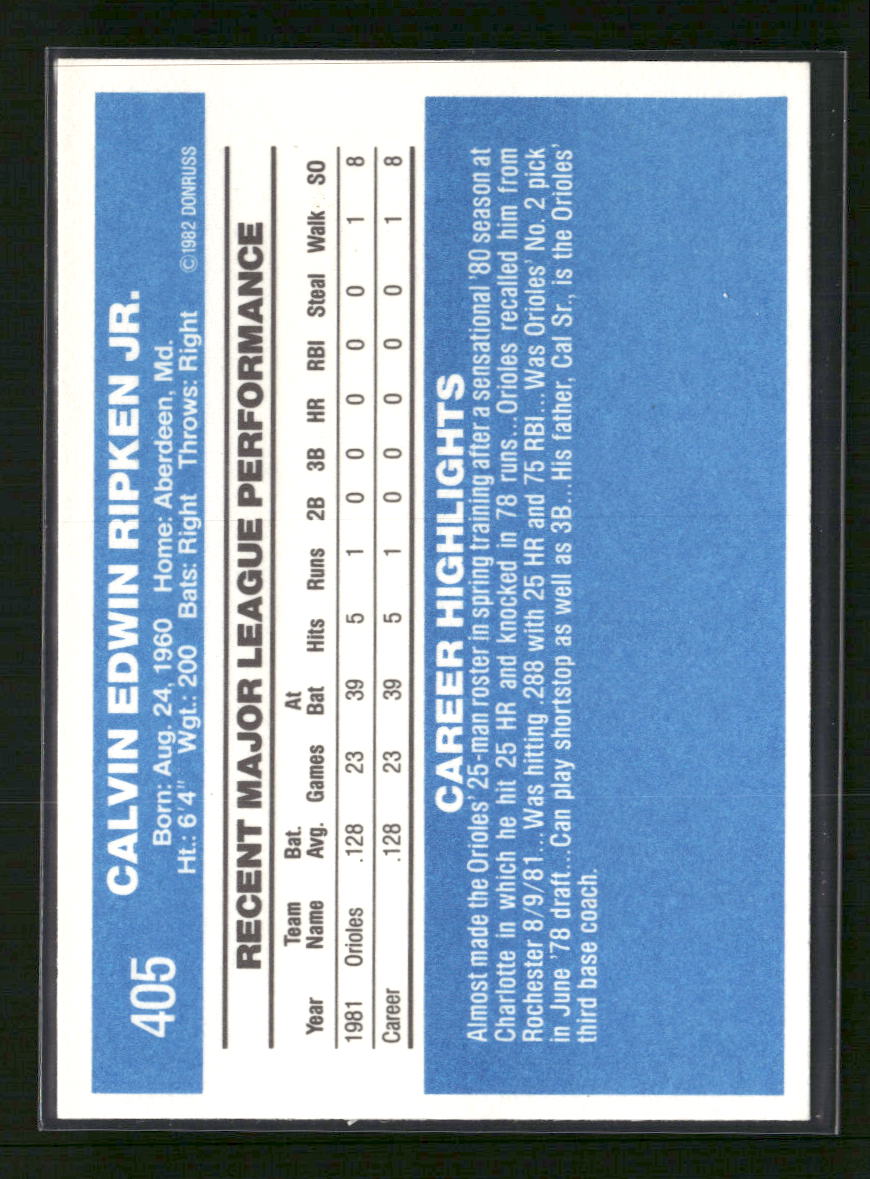 405
CALVIN EDWIN RIPKEN JR.
Born: Aug. 24, 1960 Home: Aberdeen, Md.
Ht.: 6'4" Wgt.: 200 Bats: Right Throws: Right ©1982 DONRUSS
RECENT MAJOR LEAGUE PERFORMANCE
Team Bat. At
Year Name Avg. Games Bat Hits Runs 2B 3B HR RBI Steal Walk SO
1981 Orioles .128 23 39 5 1 0 0 0 0 0 1 8
Career .128 23 39 5 1 0 0 0 0 0 1 8
CAREER HIGHLIGHTS
Almost made the Orioles' 25-man roster in spring training after a sensational '80 season at
Charlotte in which he hit 25 HR and knocked in 78 runs...Orioles recalled him from
Rochester 8/9/81...Was hitting .288 with 25 HR and 75 RBI...Was Orioles' No. 2 pick
in June '78 draft...Can play shortstop as well as 3B...His father, Cal Sr., is the Orioles'
third base coach.